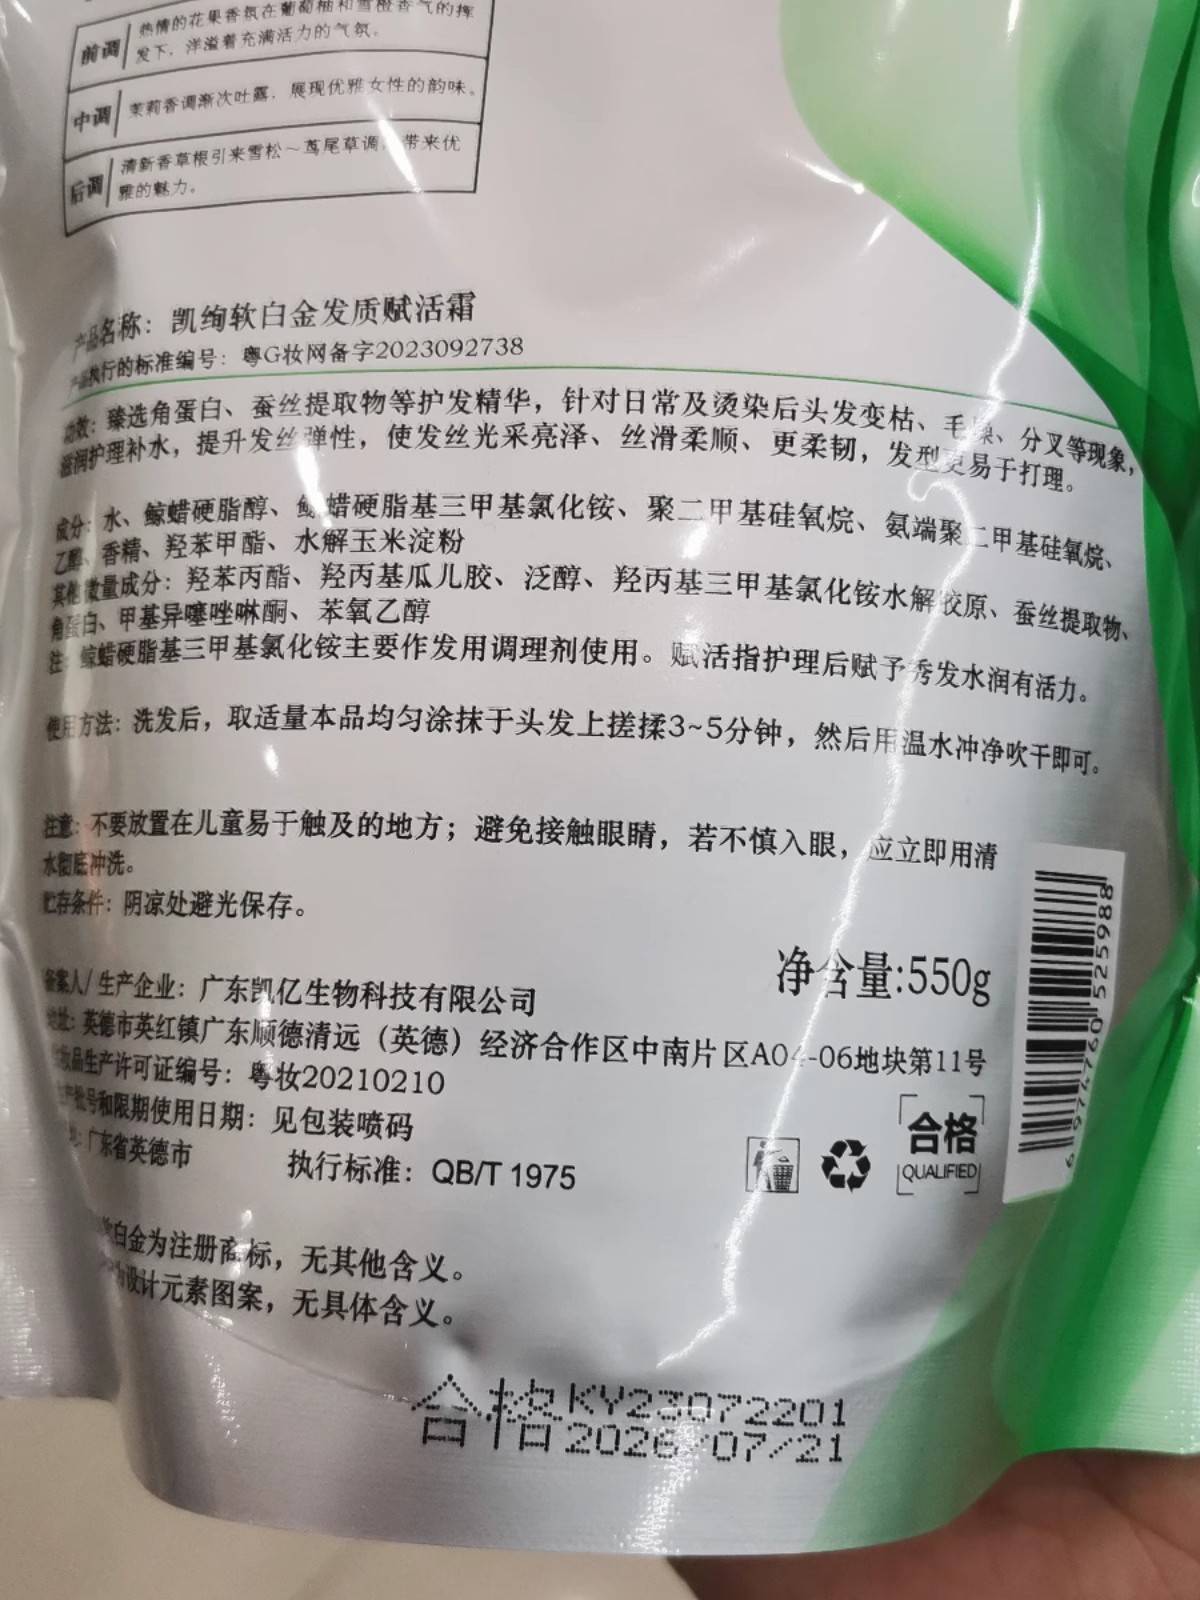 前调 热情的花果香氛在葡萄柚和雪橙香气的挥
发下，洋溢着充满活力的气氛。
中调 茉莉香调渐次吐露，展现优雅女性的韵味。
后调 清新香草根引来雪松～鸢尾草调，带来优
雅的魅力。
产品名称：凯绚软白金发质赋活霜
产品执行的标准编号：粤G妆网备字2023092738
功效：臻选角蛋白、蚕丝提取物等护发精华，针对日常及烫染后头发变枯、毛燥、分叉等现象，
滋润护理补水，提升发丝弹性，使发丝光采亮泽、丝滑柔顺、更柔韧，发型更易于打理。
成分：水、鲸蜡硬脂醇、鲸蜡硬脂基三甲基氯化铵、聚二甲基硅氧烷、氨端聚二甲基硅氧烷、
乙醇、香精、羟苯甲酯、水解玉米淀粉
其他微量成分：羟苯丙酯、羟丙基瓜儿胶、泛醇、羟丙基三甲基氯化铵水解胶原、蚕丝提取物、
角蛋白、甲基异噻唑啉酮、苯氧乙醇
注：鲸蜡硬脂基三甲基氯化铵主要作发用调理剂使用。赋活指护理后赋予秀发水润有活力。
使用方法：洗发后，取适量本品均匀涂抹于头发上搓揉3~5分钟，然后用温水冲净吹干即可。
注意：不要放置在儿童易于触及的地方；避免接触眼睛，若不慎入眼，应立即用清
水彻底冲洗。
贮存条件：阴凉处避光保存。
净含量:550g
备案人/生产企业：广东凯亿生物科技有限公司
地址：英德市英红镇广东顺德清远（英德）经济合作区中南片区A04-06地块第11号
化妆品生产许可证编号：粤妆20210210
生产批号和限期使用日期：见包装喷码
地：广东省英德市 执行标准：QB/T 1975
合格
QUALIFIED
6974760525988
软白金为注册商标，无其他含义。
为设计元素图案，无具体含义。
合格 KY23072201
2026/07/21